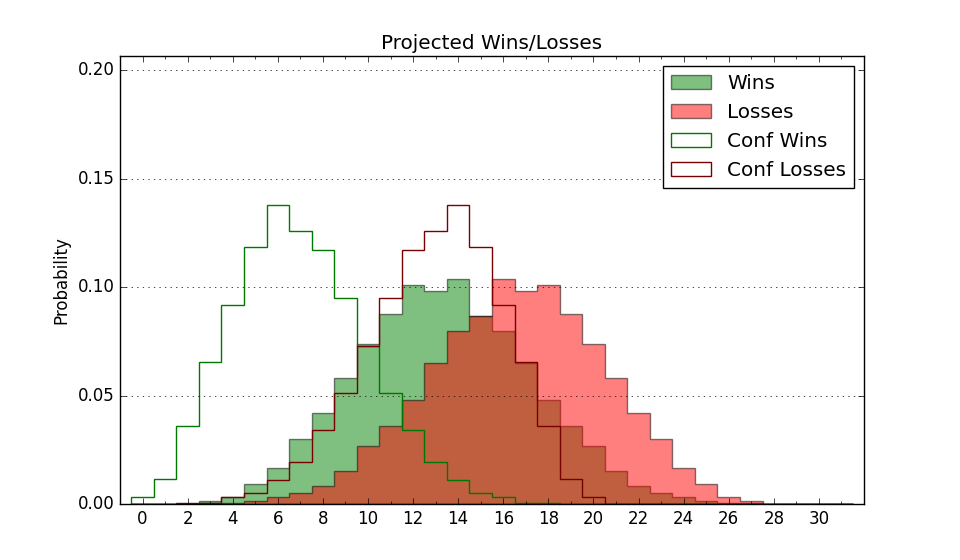 Projected Wins/Losses
0.20
0.15
0.10
0.05
0.00
Probability
Wins
Losses
Conf Wins
Conf Losses
0 2 4 6 8 10 12 14 16 18 20 22 24 26 28 30